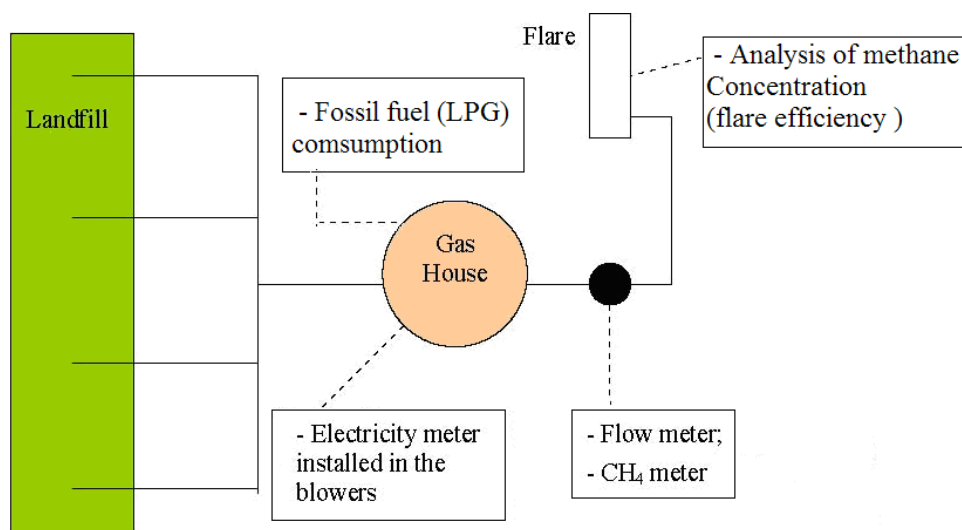 Flare
- Analysis of methane
Concentration
(flare efficiency )
Landfill
- Fossil fuel (LPG)
comsumption
Gas
House
- Electricity meter
installed in the
blowers
- Flow meter;
- CH₄ meter